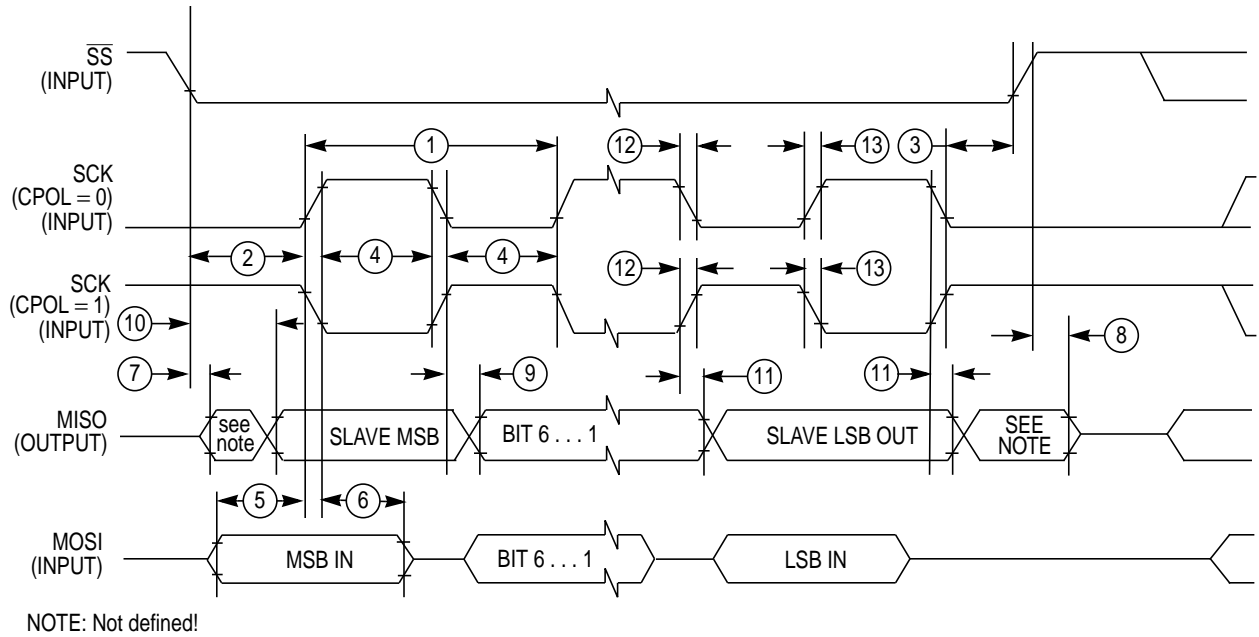 SS
(INPUT)
1
12
13
3
SCK
(CPOL = 0)
(INPUT)
2
4
4
12
13
SCK
(CPOL = 1)
(INPUT)
10
8
7
9
11
11
MISO
(OUTPUT)
see
note
SLAVE MSB
BIT 6 . . . 1
SLAVE LSB OUT
SEE
NOTE
5
6
MOSI
(INPUT)
MSB IN
BIT 6 . . . 1
LSB IN
NOTE: Not defined!